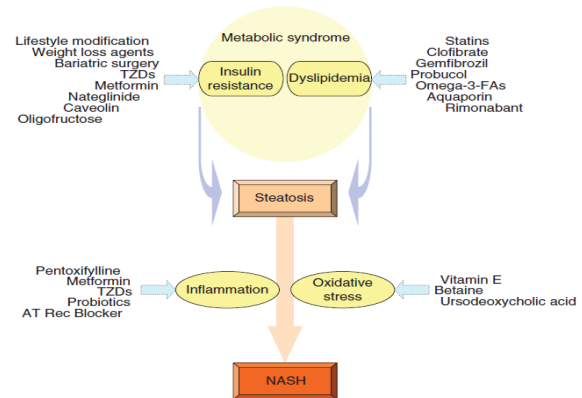 Metabolic syndrome
Lifestyle modification
Weight loss agents
Bariatric surgery
TZDs
Metformin
Nateglinide
Caveolin
Oligofructose
Insulin
resistance
Dyslipidemia
Statins
Clofibrate
Gemfibrozil
Probucol
Omega-3-FAs
Aquaporin
Rimonabant
Steatosis
Pentoxifylline
Metformin
TZDs
Probiotics
AT Rec Blocker
Inflammation
Oxidative
stress
Vitamin E
Betaine
Ursodeoxycholic acid
NASH